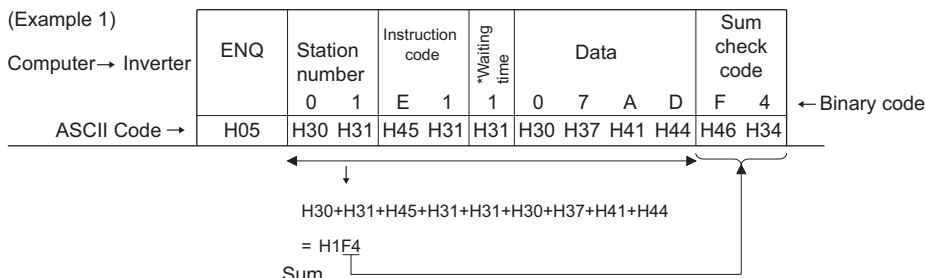 (Example 1)
Computer→ Inverter
ENQ
Station number
Instruction code
*Waiting time
Data
Sum check code
0 1 E 1 1 0 7 A D F 4
←Binary code
ASCII Code →
H05 H30 H31 H45 H31 H31 H30 H37 H41 H44 H46 H34
H30+H31+H45+H31+H31+H30+H37+H41+H44
= H1F4
Sum